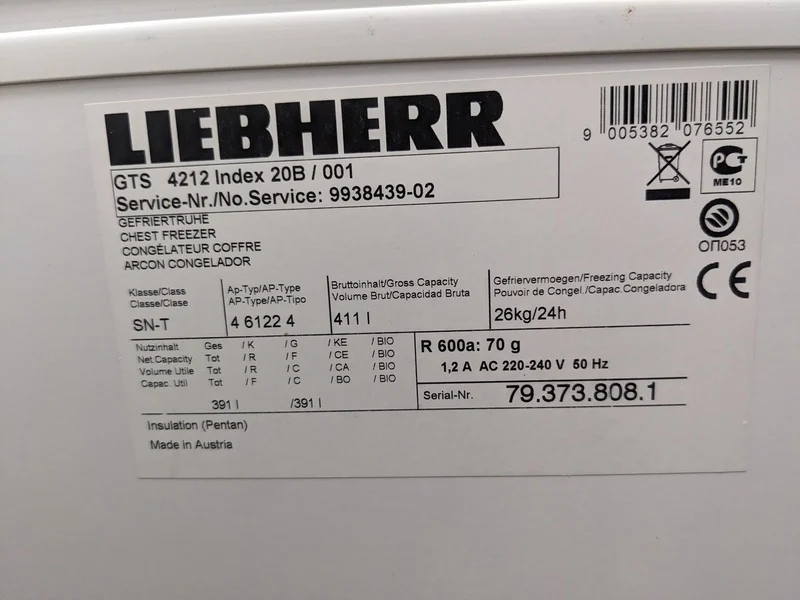 LIEBHERR
9 005382 076552
GTS 4212 Index 20B / 001
Service-Nr./No.Service: 9938439-02
PCT
ME10
ОП053
CE
GEFRIERTRUHE
CHEST FREEZER
CONGÉLATEUR COFFRE
ARCON CONGELADOR
Klasse/Class
Classe/Clase
SN-T
Ap-Typ/AP-Type
AP-Type/AP-Tipo
4 6122 4
Bruttoinhalt/Gross Capacity
Volume Brut/Capacidad Bruta
411 l
Gefriervermoegen/Freezing Capacity
Pouvoir de Congel./Capac.Congeladora
26kg/24h
Nutzinhalt Ges / K / G / KE / BIO
Net.Capacity Tot / R / F / CE / BIO
Volume Utile Tot / R / C / CA / BIO
Capac. Util Tot / F / C / BO / BIO
391 l /391 l
R 600a: 70 g
1,2 A AC 220-240 V 50 Hz
Serial-Nr. 79.373.808.1
Insulation (Pentan)
Made in Austria